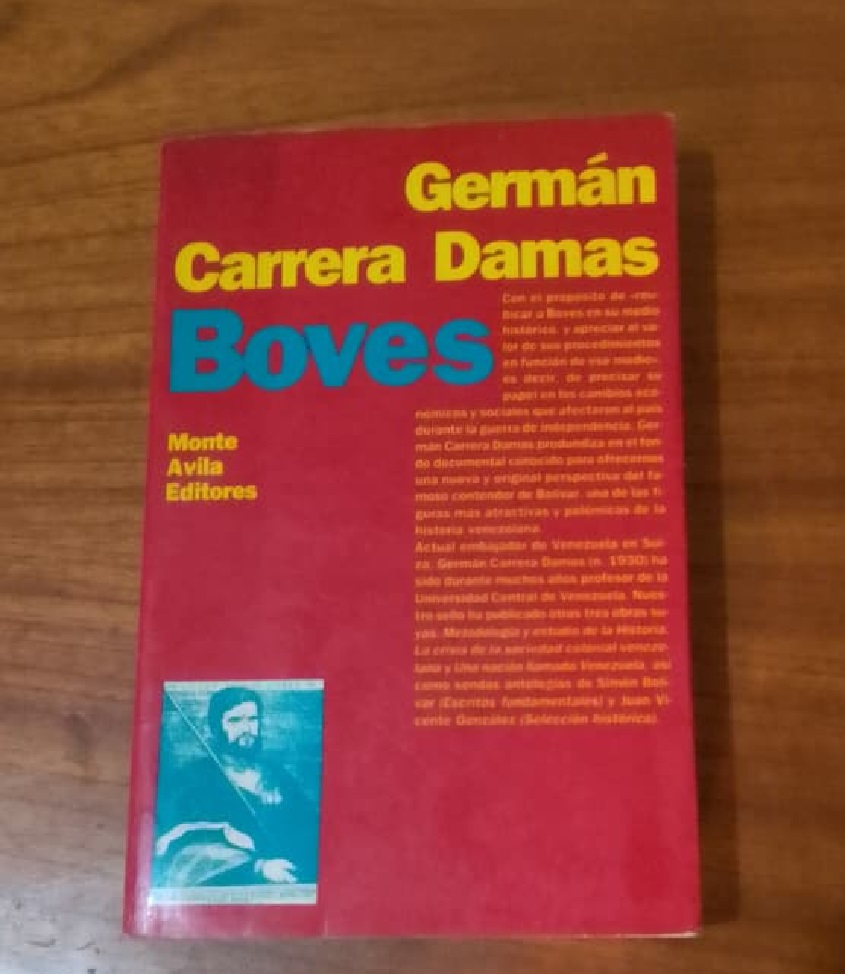 Germán
Carrera Damas
Boves
Monte
Avila
Editores
Con el propósito de «reu-
bicar a Boves en su medio
histórico, y apreciar el va-
lor de sus procedimientos
en función de ese medio»
es decir, de precisar su
papel en los cambios eco-
nómicos y sociales que afectaron al país
durante la guerra de independencia, Ger-
mán Carrera Damas profundiza en el fon-
do documental conocido para ofrecernos
una nueva y original perspectiva del fa-
moso contendor de Bolívar, una de las fi-
guras más atractivas y polémicas de la
historia venezolana.
Actual embajador de Venezuela en Sui-
za, Germán Carrera Damas (n. 1930) ha
sido durante muchos años profesor de la
Universidad Central de Venezuela. Nues-
tro sello ha publicado otros tres obras su-
yas, Metodología y estudio de la Historia,
La crisis de la sociedad colonial venezo-
lana y Una nación llamada Venezuela, así
como sendas antologías de Simón Bolí-
var (Escritos fundamentales) y Juan Vi-
cente González (Selección histórica).